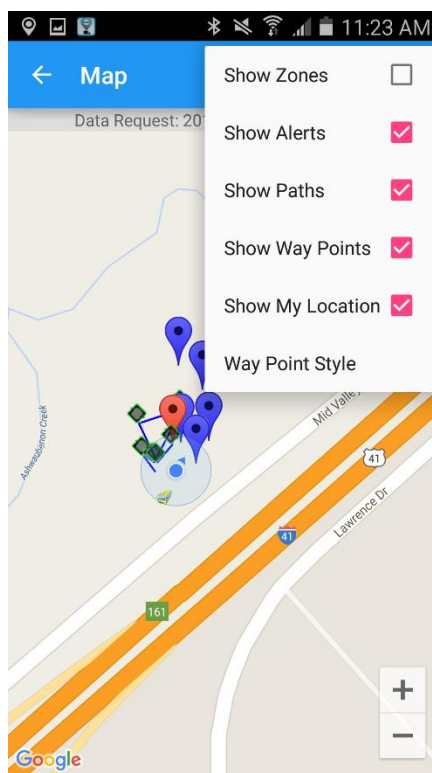 11:23 AM
Map
Data Request: 20
Show Zones
Show Alerts
Show Paths
Show Way Points
Show My Location
Way Point Style
Ashwaubenon Creek
Mid Valley
41
Lawrence Dr
41
161
+
−
Google